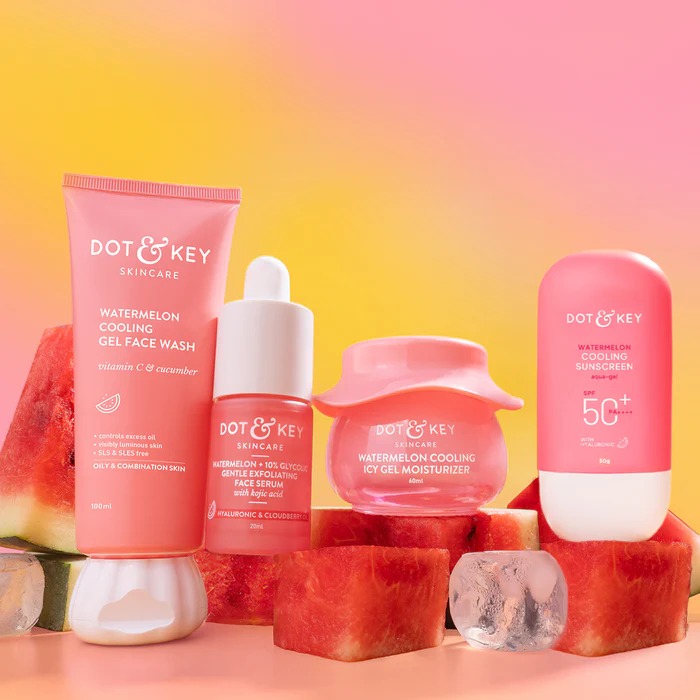 DOT & KEY
SKINCARE
WATERMELON
COOLING
GEL FACE WASH
vitamin C & cucumber
• controls excess oil
• visibly luminous skin
• SLS & SLES free
OILY & COMBINATION SKIN
100ml
DOT & KEY
SKINCARE
WATERMELON + 10% GLYCOLIC
GENTLE EXFOLIATING
FACE SERUM
with kojic acid
HYALURONIC & CLOUDBERRY
20ml
DOT & KEY
SKINCARE
WATERMELON COOLING
ICY GEL MOISTURIZER
60ml
DOT & KEY
WATERMELON
COOLING
SUNSCREEN
aqua-gel
SPF
50+
PA++++
WITH
HYALURONIC
50g